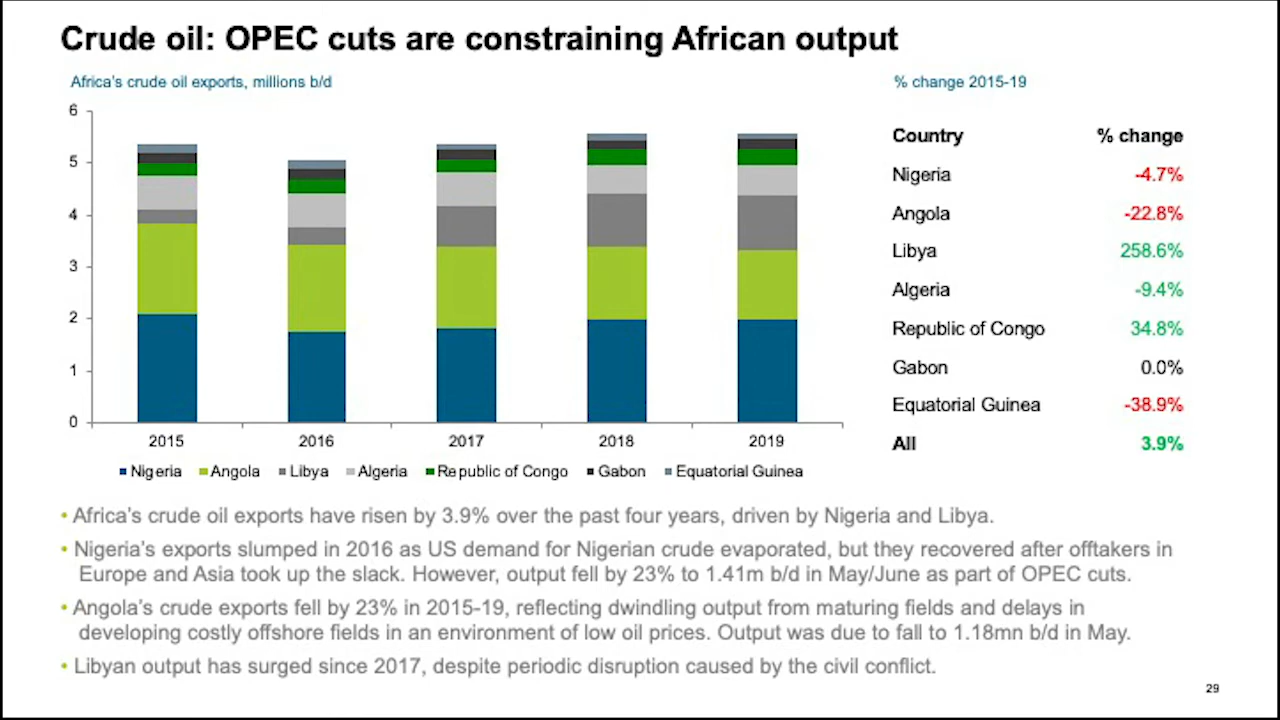 Crude oil: OPEC cuts are constraining African output
Africa's crude oil exports, millions b/d
% change 2015-19
6
5
4
3
2
1
0
2015 2016 2017 2018 2019
Nigeria Angola Libya Algeria Republic of Congo Gabon Equatorial Guinea
Country % change
Nigeria -4.7%
Angola -22.8%
Libya 258.6%
Algeria -9.4%
Republic of Congo 34.8%
Gabon 0.0%
Equatorial Guinea -38.9%
All 3.9%
• Africa's crude oil exports have risen by 3.9% over the past four years, driven by Nigeria and Libya.
• Nigeria's exports slumped in 2016 as US demand for Nigerian crude evaporated, but they recovered after offtakers in
Europe and Asia took up the slack. However, output fell by 23% to 1.41m b/d in May/June as part of OPEC cuts.
• Angola's crude exports fell by 23% in 2015-19, reflecting dwindling output from maturing fields and delays in
developing costly offshore fields in an environment of low oil prices. Output was due to fall to 1.18mn b/d in May.
• Libyan output has surged since 2017, despite periodic disruption caused by the civil conflict.
29